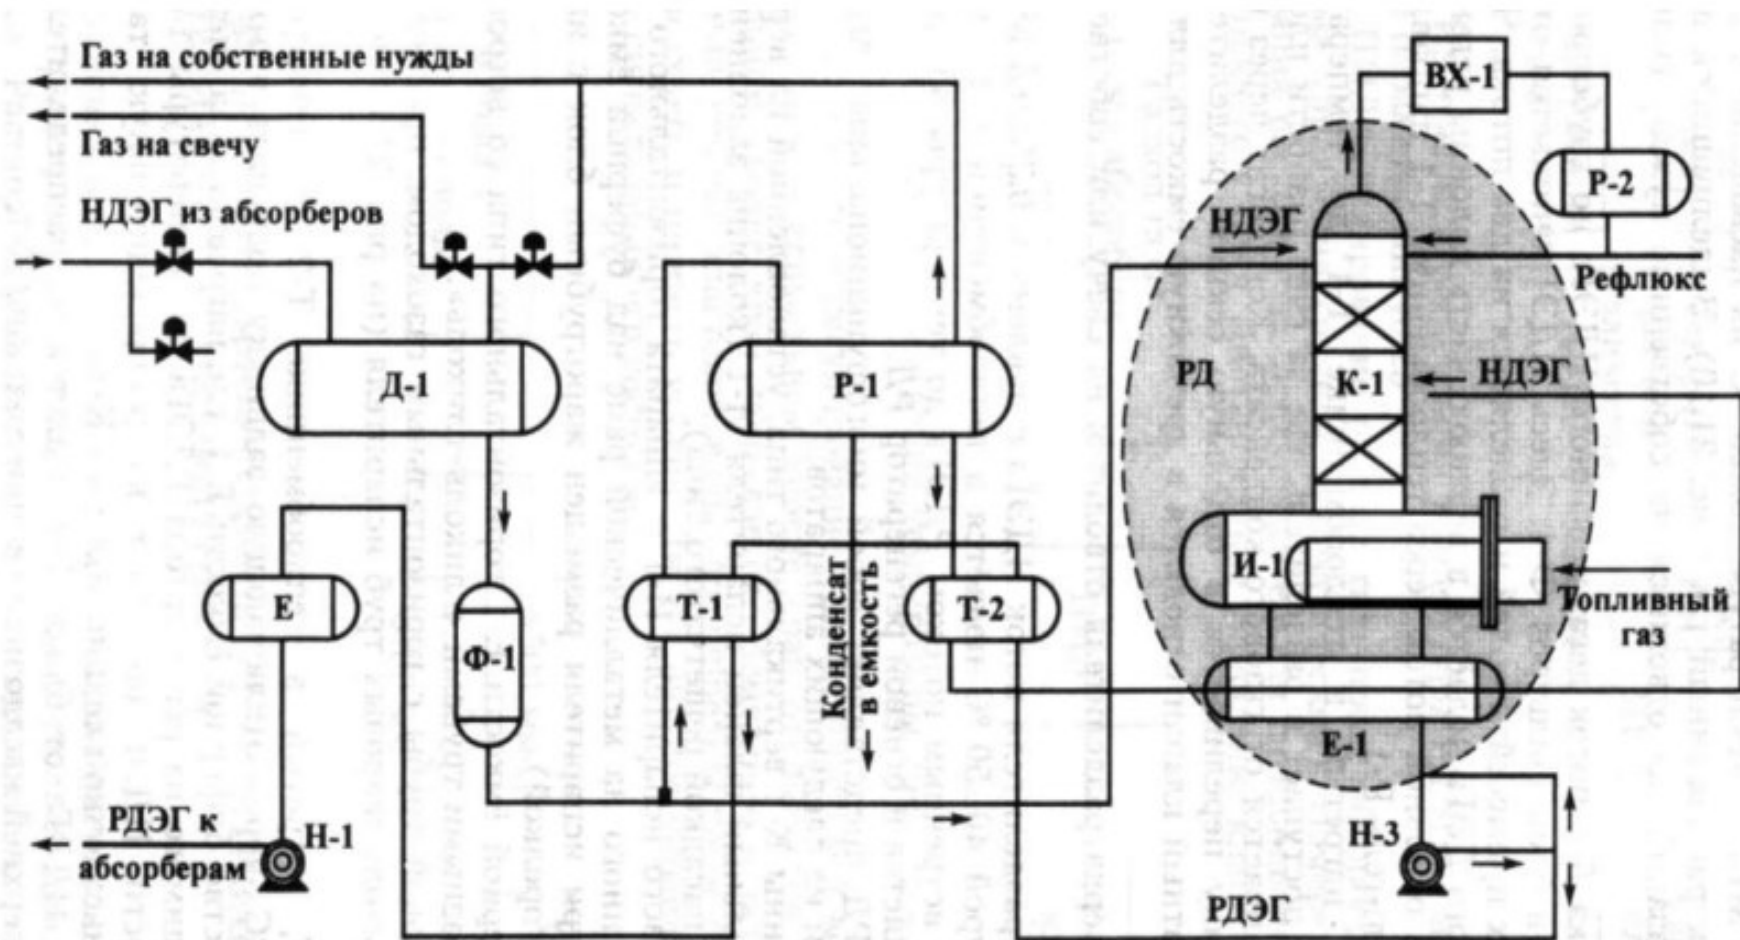 Газ на собственные нужды
Газ на свечу
НДЭГ из абсорберов
ВХ-1
Р-2
НДЭГ
Рефлюкс
Д-1
Р-1
РД
К-1
НДЭГ
Е
Т-1
Т-2
И-1
Топливный
газ
Ф-1
Конденсат
в емкость
Е-1
РДЭГ к
абсорберам
Н-1
Н-3
РДЭГ